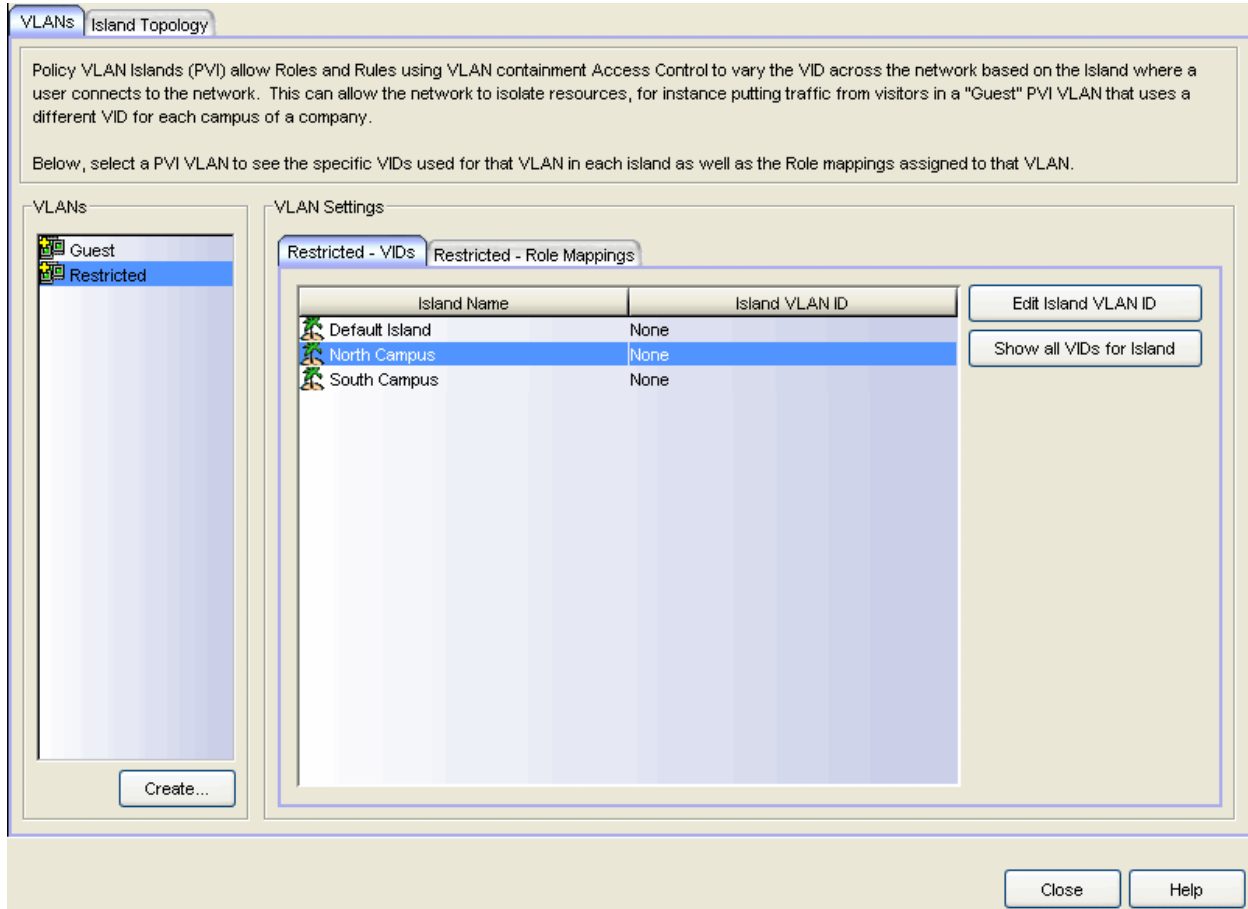 VLANs Island Topology
Policy VLAN Islands (PVI) allow Roles and Rules using VLAN containment Access Control to vary the VID across the network based on the Island where a
user connects to the network. This can allow the network to isolate resources, for instance putting traffic from visitors in a "Guest" PVI VLAN that uses a
different VID for each campus of a company.
Below, select a PVI VLAN to see the specific VIDs used for that VLAN in each island as well as the Role mappings assigned to that VLAN.
VLANs
Guest
Restricted
Create...
VLAN Settings
Restricted - VIDs Restricted - Role Mappings
Island Name Island VLAN ID
Default Island None
North Campus None
South Campus None
Edit Island VLAN ID
Show all VIDs for Island
Close Help